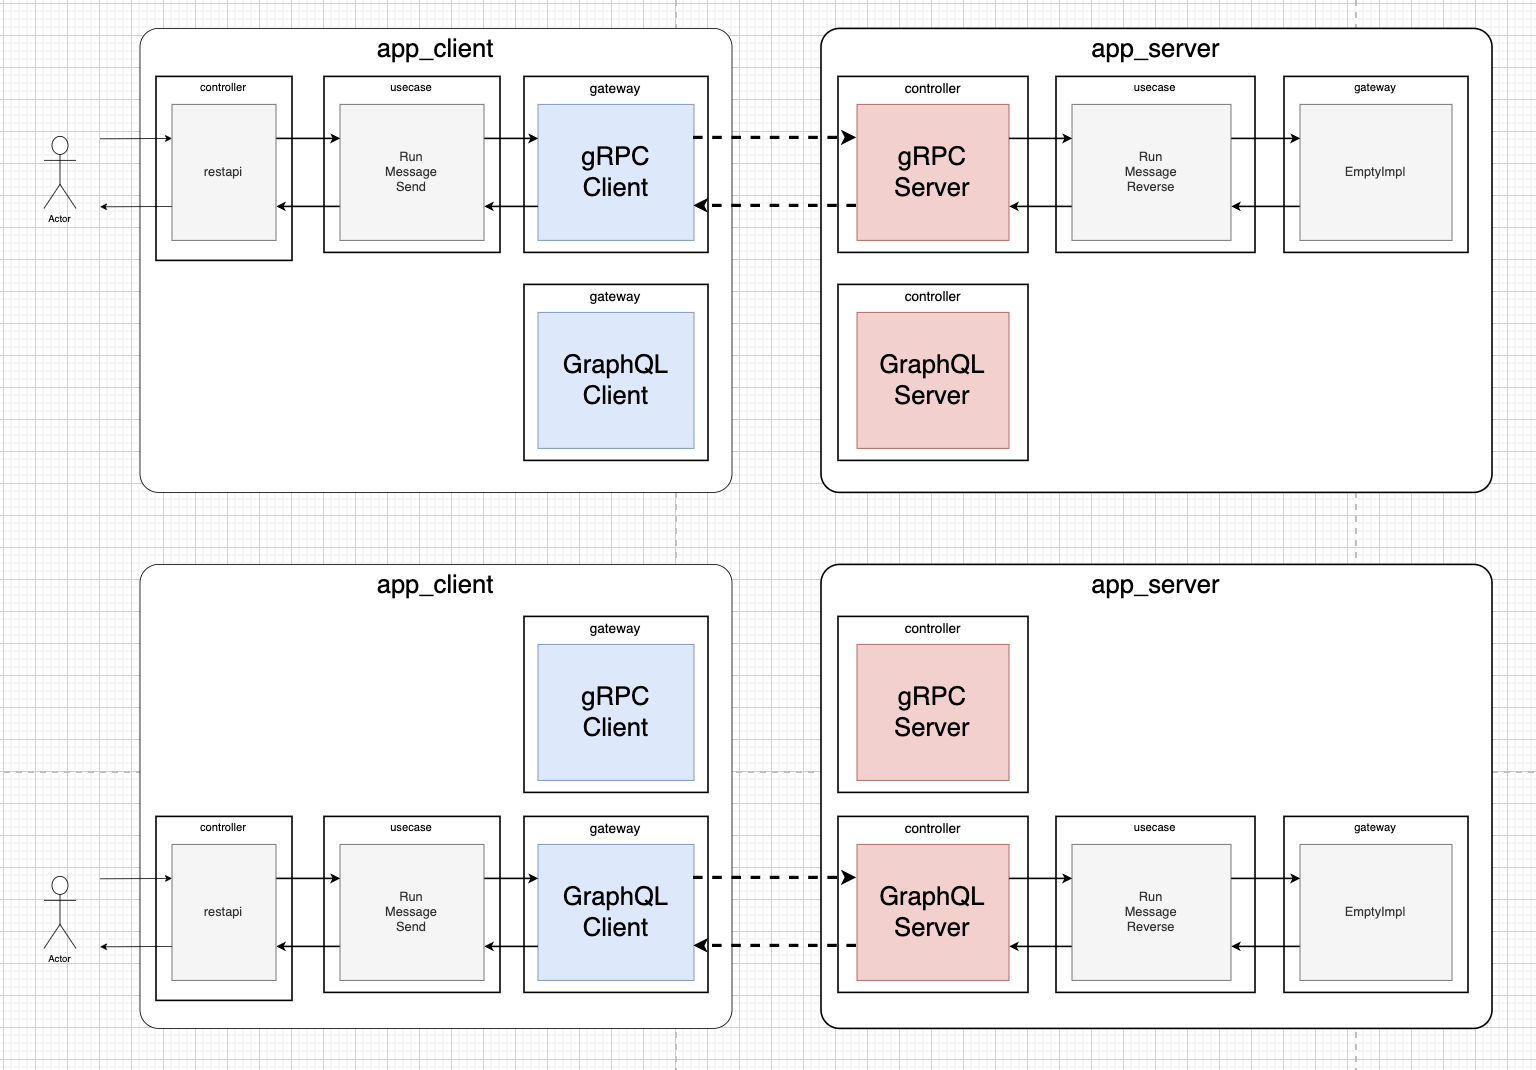 app_client
app_server
controller
usecase
gateway
controller
usecase
gateway
restapi
Run
Message
Send
gRPC
Client
gRPC
Server
Run
Message
Reverse
EmptyImpl
Actor
gateway
controller
GraphQL
Client
GraphQL
Server
app_client
app_server
gateway
controller
gRPC
Client
gRPC
Server
controller
usecase
gateway
controller
usecase
gateway
restapi
Run
Message
Send
GraphQL
Client
GraphQL
Server
Run
Message
Reverse
EmptyImpl
Actor